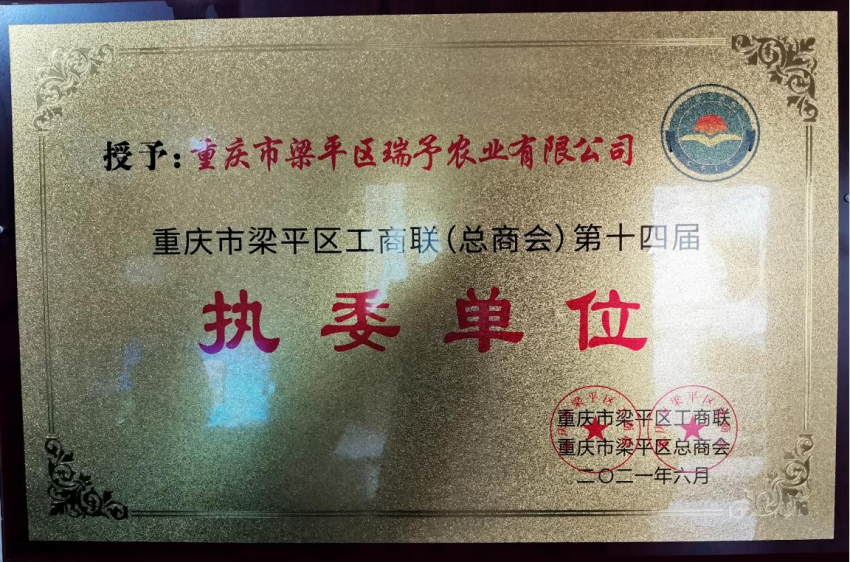 授予：重庆市梁平区瑞予农业有限公司
重庆市梁平区工商联（总商会）第十四届
执委单位
重庆市梁平区工商联
重庆市梁平区总商会
二〇二一年六月